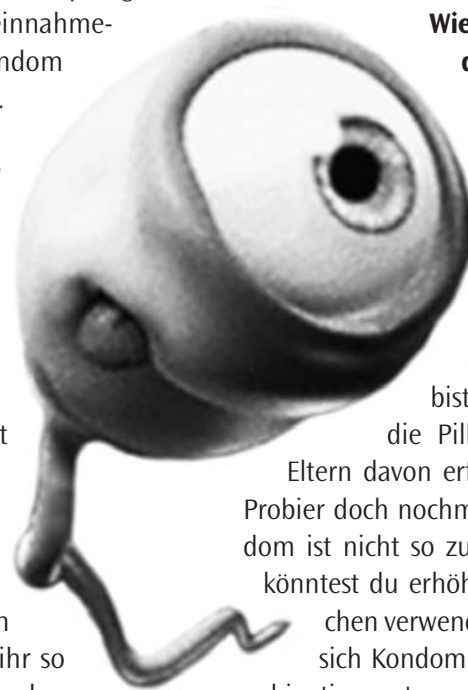 einnahme-
ndom
t
n
ihr so
Wie
bist
die Pill
Eltern davon erf
Probier doch nochm
dom ist nicht so zu
könntest du erhöh
chen verwend
sich Kondom